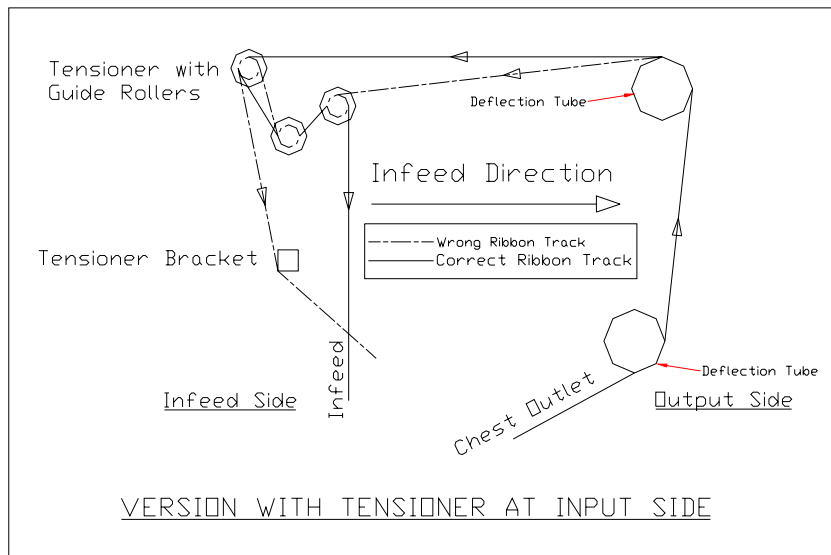 Tensioner with
Guide Rollers
Deflection Tube
Infeed Direction
Wrong Ribbon Track
Correct Ribbon Track
Tensioner Bracket
Infeed
Deflection Tube
Chest Outlet
Infeed Side
Output Side
VERSION WITH TENSIONER AT INPUT SIDE